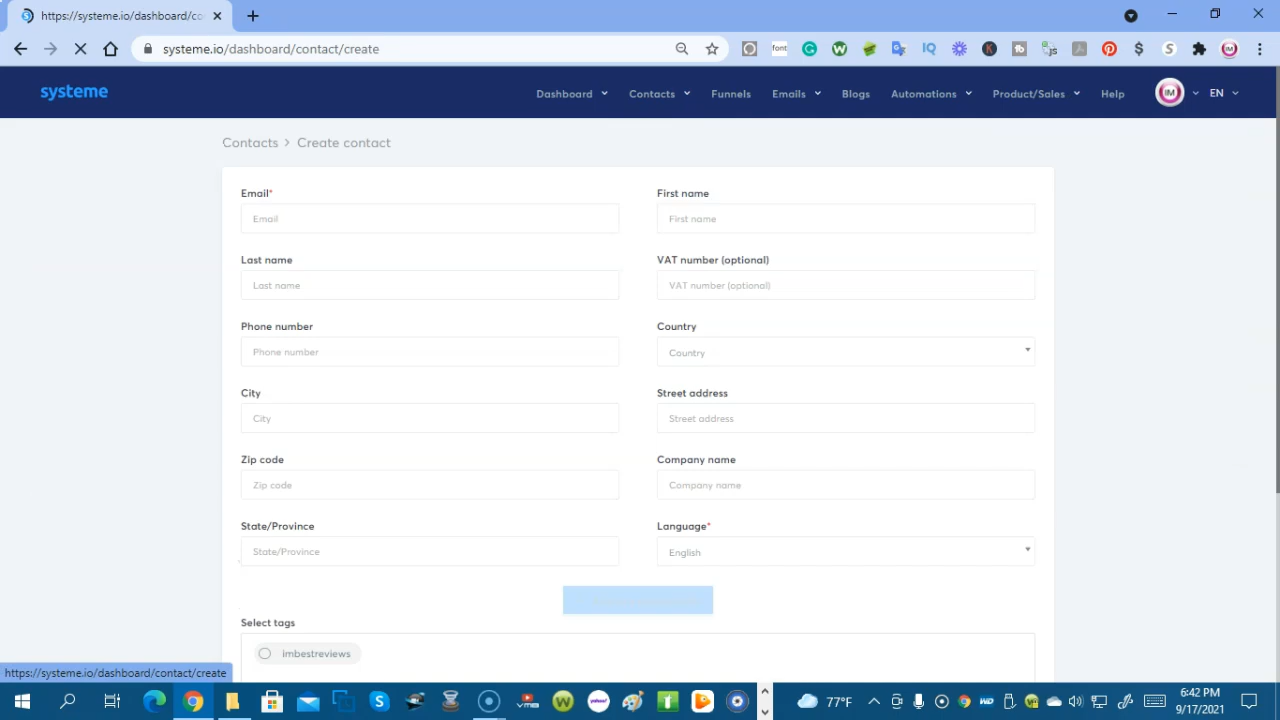 https://systeme.io/dashboard/co
systeme.io/dashboard/contact/create
font
IQ
systeme
Dashboard
Contacts
Funnels
Emails
Blogs
Automations
Product/Sales
Help
IM
EN
Contacts > Create contact
Email*
First name
Email
First name
Last name
VAT number (optional)
Last name
VAT number (optional)
Phone number
Country
Phone number
Country
City
Street address
City
Street address
Zip code
Company name
Zip code
Company name
State/Province
Language*
State/Province
English
Select tags
imbestreviews
https://systeme.io/dashboard/contact/create
77°F
6:42 PM
9/17/2021